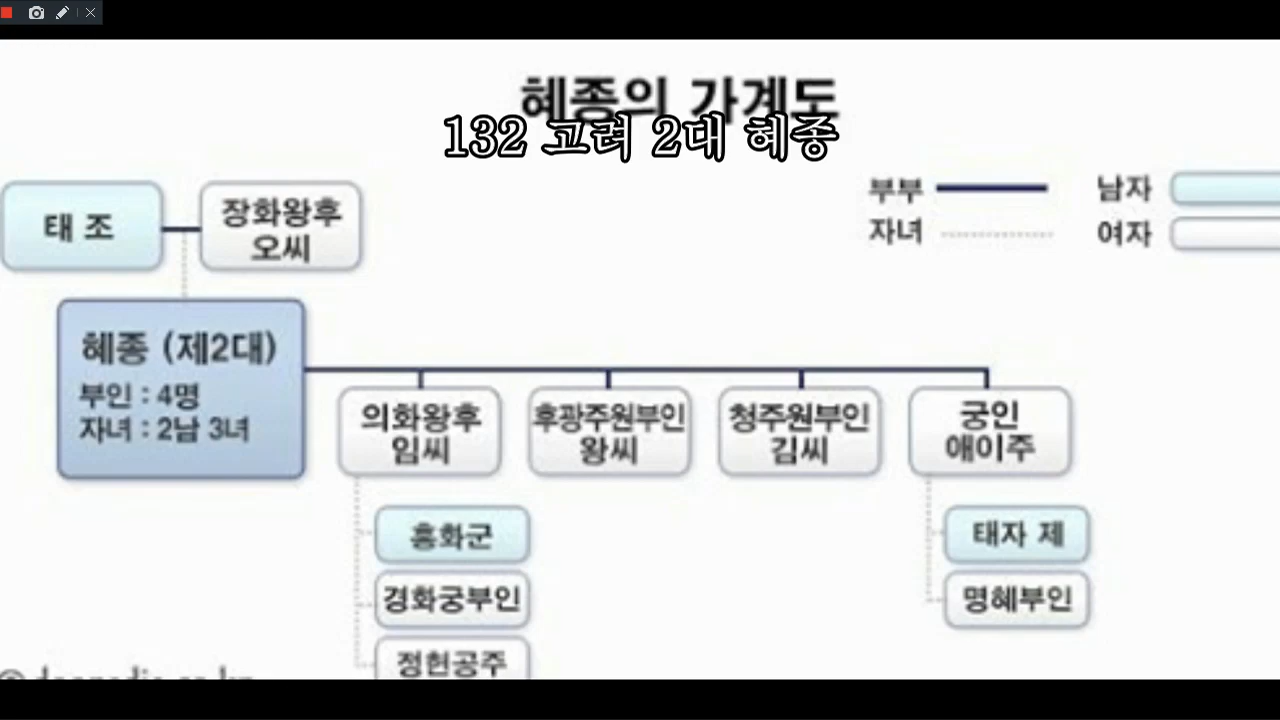 혜종의 가계도
132 고려 2대 혜종
부부
남자
자녀
여자
태 조
장화왕후
오씨
혜종 (제2대)
부인 : 4명
자녀 : 2남 3녀
의화왕후
임씨
후광주원부인
왕씨
청주원부인
김씨
궁인
애이주
흥화군
경화궁부인
정헌공주
태자 제
명혜부인